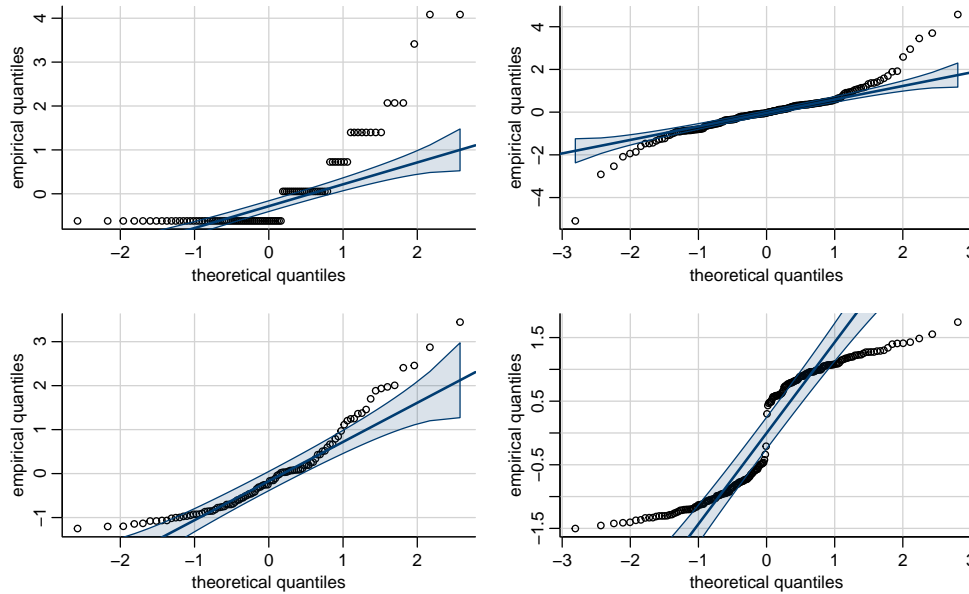 empirical quantiles
4
3
2
1
0
−2 −1 0 1 2
theoretical quantiles
empirical quantiles
4
2
0
−2
−4
−3 −2 −1 0 1 2 3
theoretical quantiles
empirical quantiles
3
2
1
0
−1
−2 −1 0 1 2
theoretical quantiles
empirical quantiles
1.5
0.5
−0.5
−1.5
−3 −2 −1 0 1 2 3
theoretical quantiles